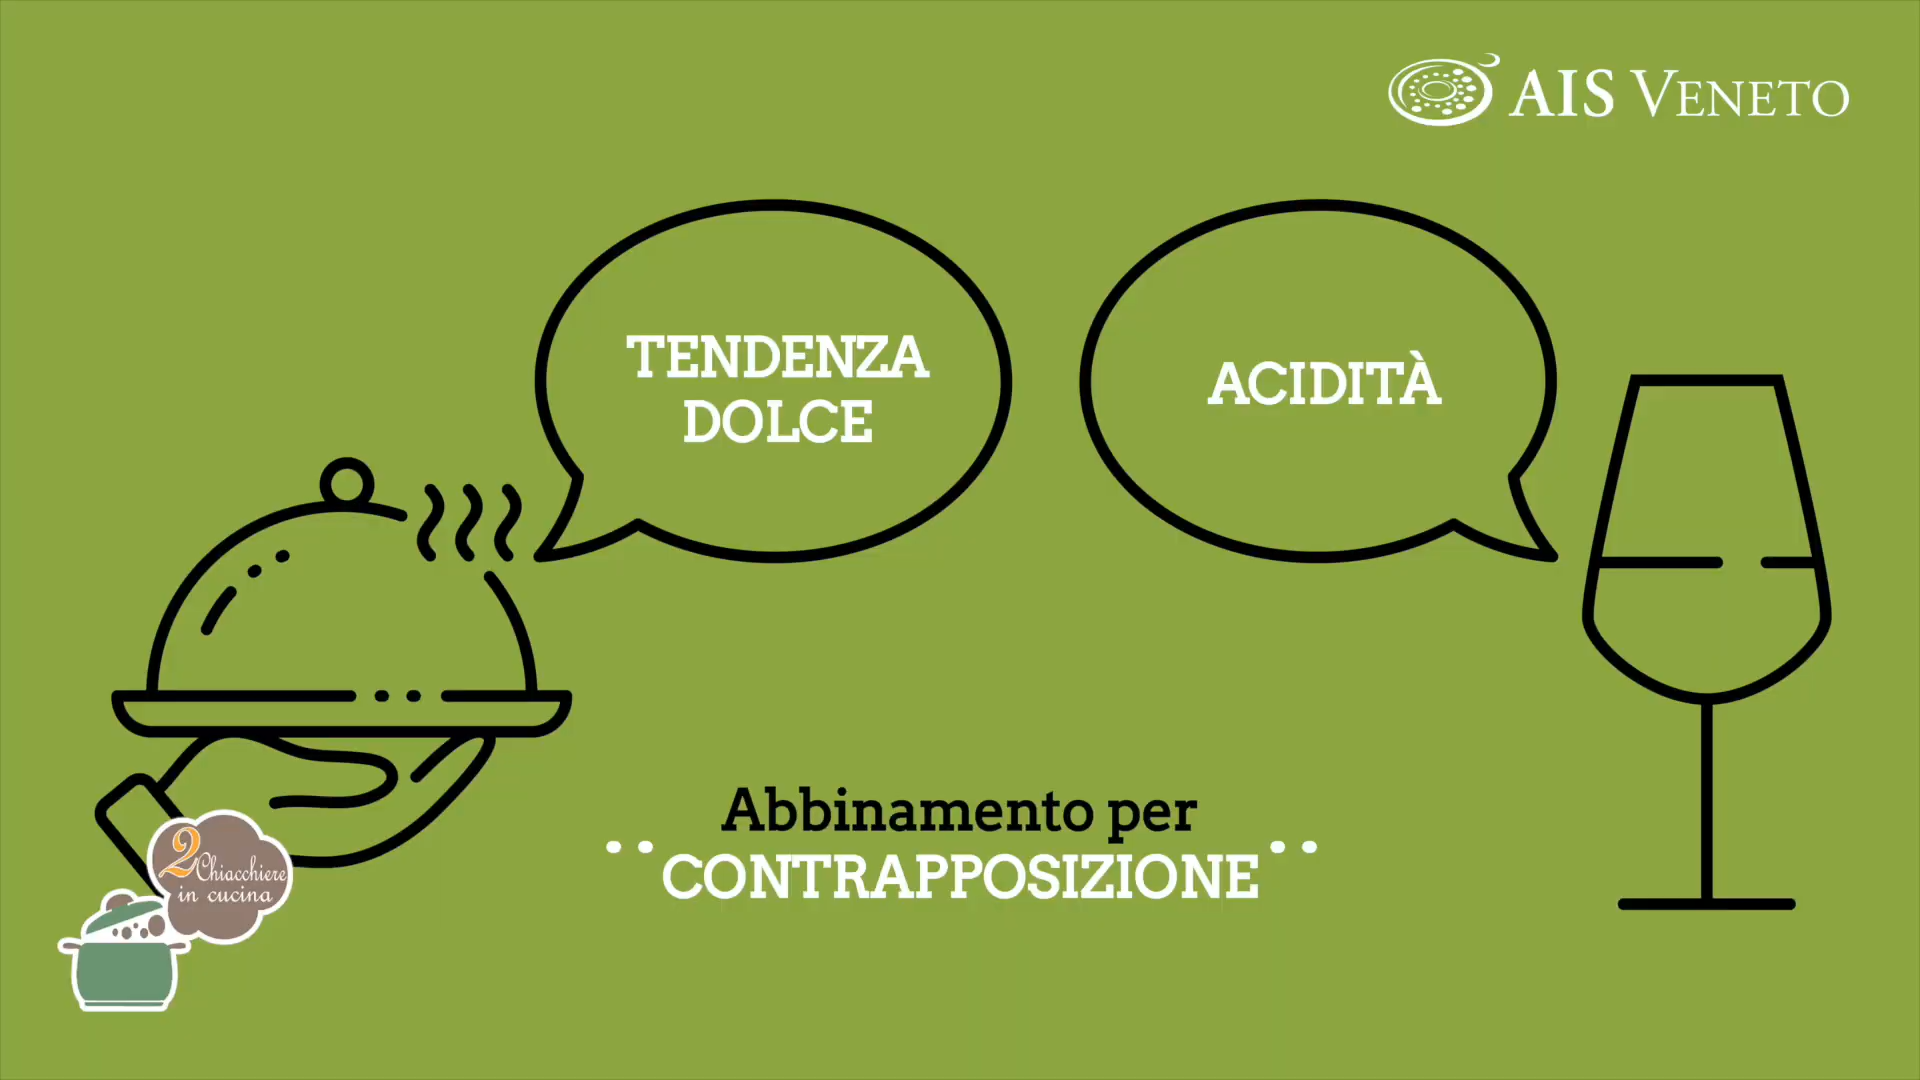 AIS VENETO
TENDENZA
DOLCE
ACIDITÀ
Abbinamento per
CONTRAPPOSIZIONE
2 Chiacchiere
in cucina